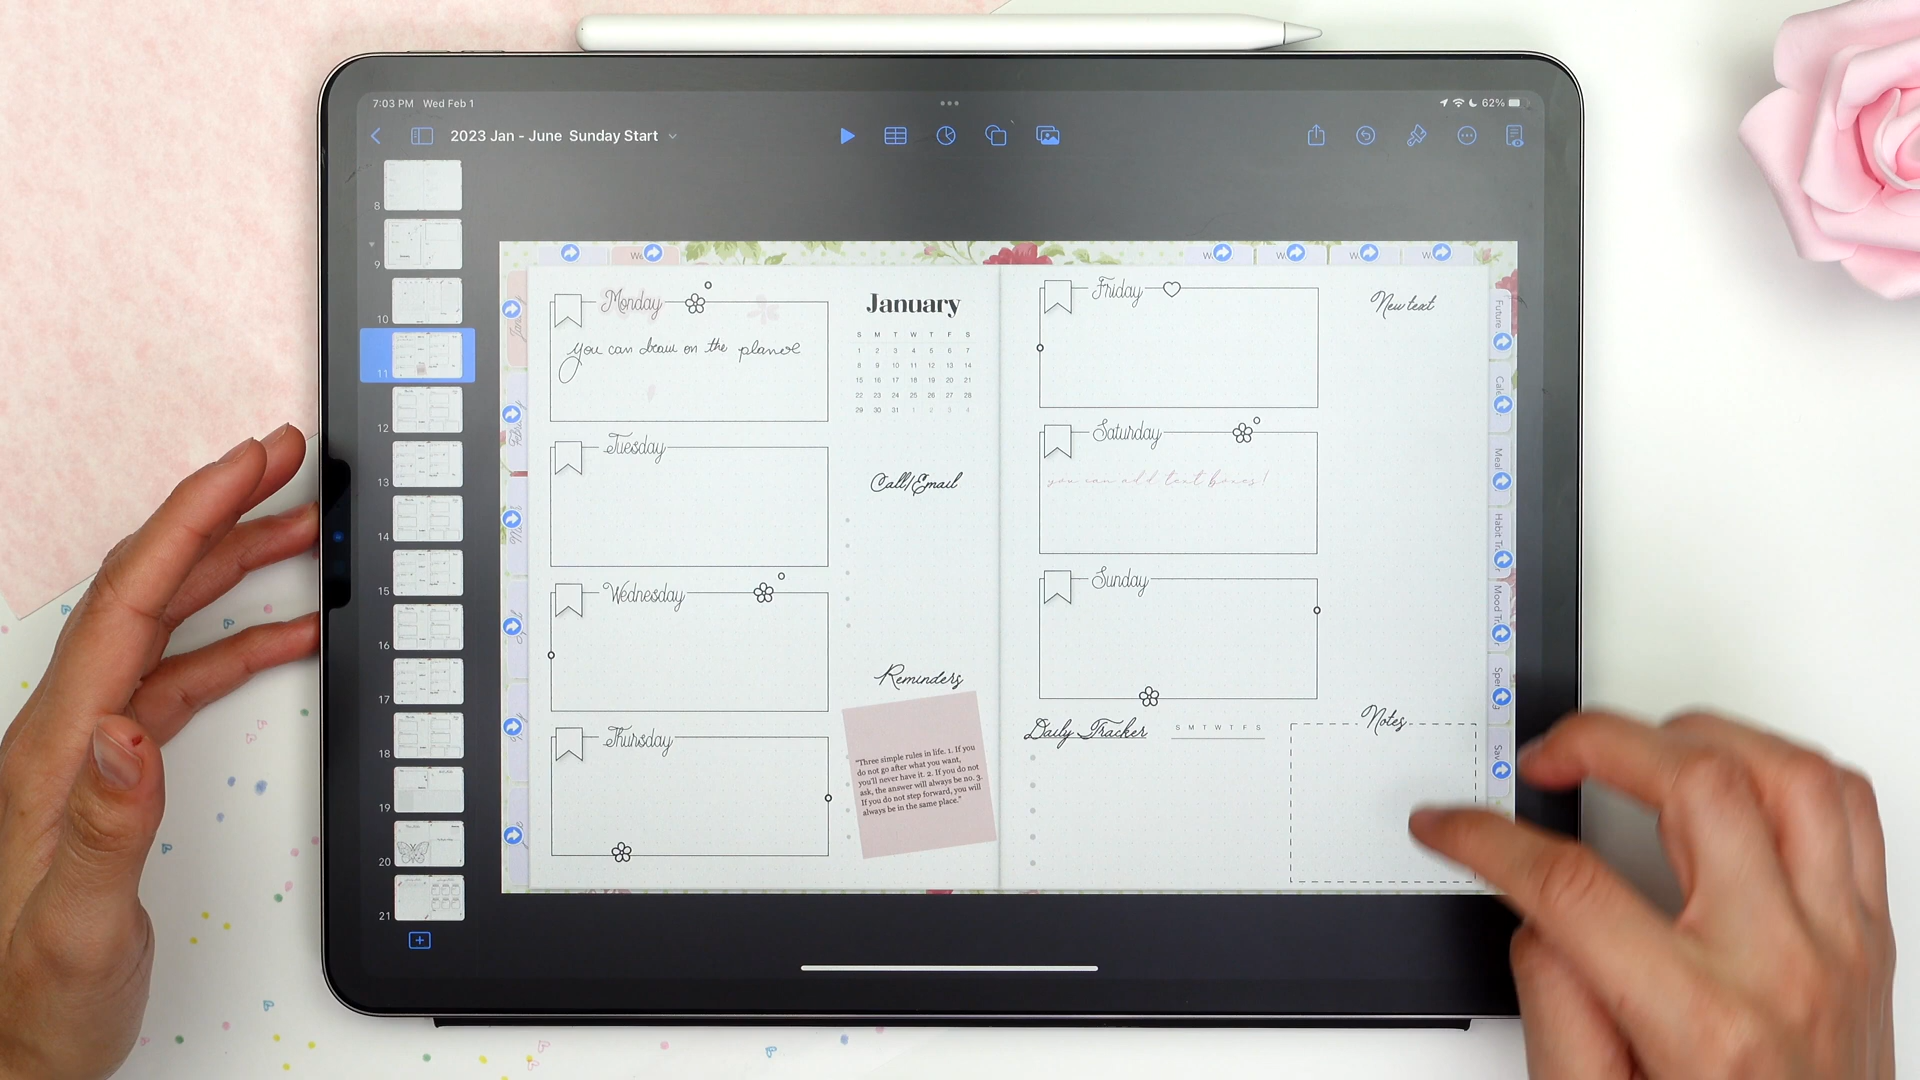 7:03 PM Wed Feb 1
62%
2023 Jan - June Sunday Start
8
9
10
11
12
13
14
15
16
17
18
19
20
21
Monday
you can draw on the planor
Tuesday
Wednesday
Thursday
January
S M T W T F S
1 2 3 4 5 6 7
8 9 10 11 12 13 14
15 16 17 18 19 20 21
22 23 24 25 26 27 28
29 30 31 1 2 3 4
Call/Email
Reminders
"Three simple rules in life. 1. If you
do not go after what you want,
you'll never have it. 2. If you do not
ask, the answer will always be no. 3.
If you do not step forward, you will
always be in the same place."
Friday
Saturday
you can add text boxes!
Sunday
Daily Tracker
S M T W T F S
New text
Notes
Future
Meal
Habit Tr
Mood Tr